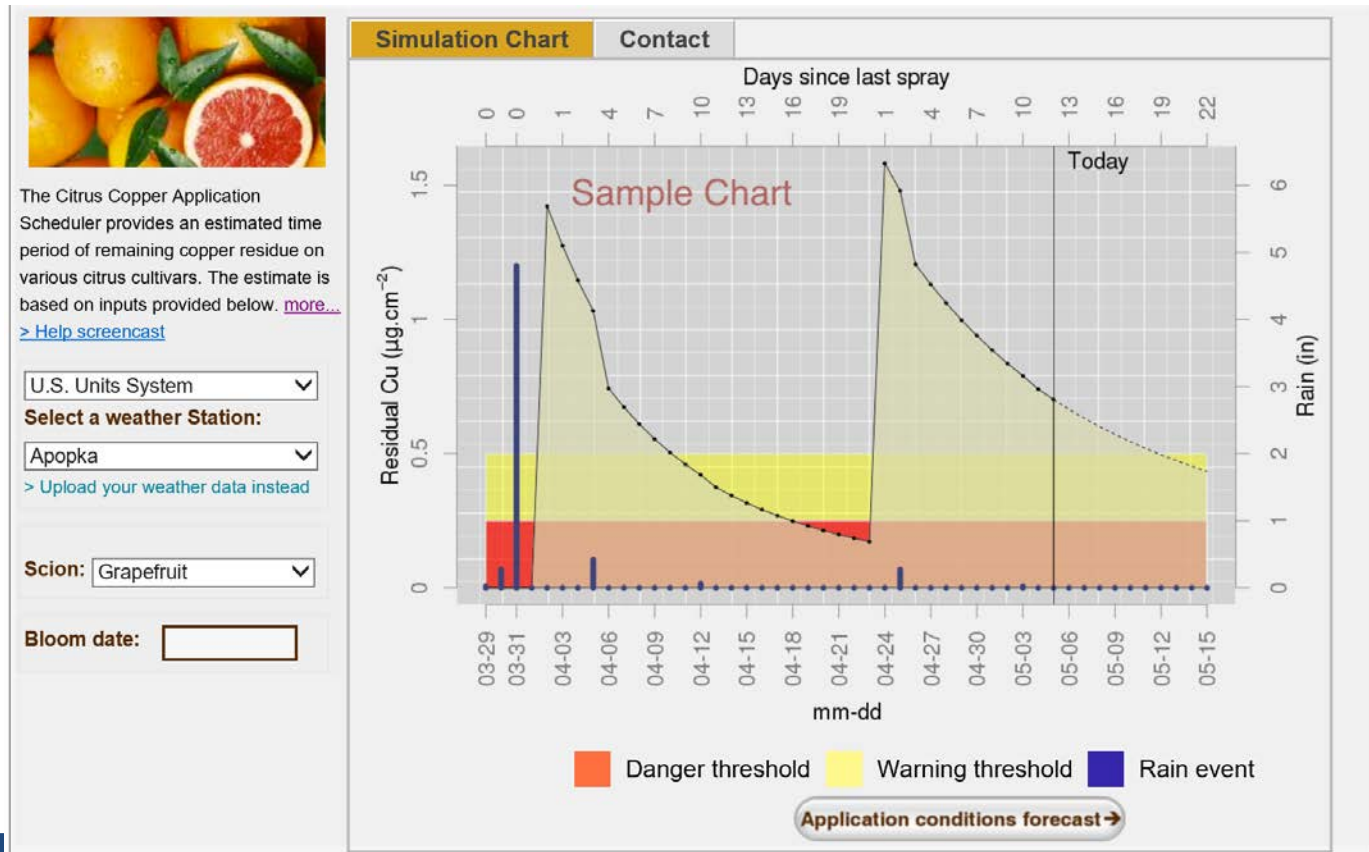 The Citrus Copper Application
Scheduler provides an estimated time
period of remaining copper residue on
various citrus cultivars. The estimate is
based on inputs provided below. more...
> Help screencast
U.S. Units System
Select a weather Station:
Apopka
> Upload your weather data instead
Scion: Grapefruit
Bloom date:
Simulation Chart Contact
Days since last spray
0 0 1 4 7 10 13 16 19 1 4 7 10 13 16 19 22
Today
Sample Chart
Residual Cu (µg.cm⁻²)
1.5
1
0.5
0
6
5
4
3
2
1
0
Rain (in)
03-29 03-31 04-03 04-06 04-09 04-12 04-15 04-18 04-21 04-24 04-27 04-30 05-03 05-06 05-09 05-12 05-15
mm-dd
Danger threshold Warning threshold Rain event
Application conditions forecast→